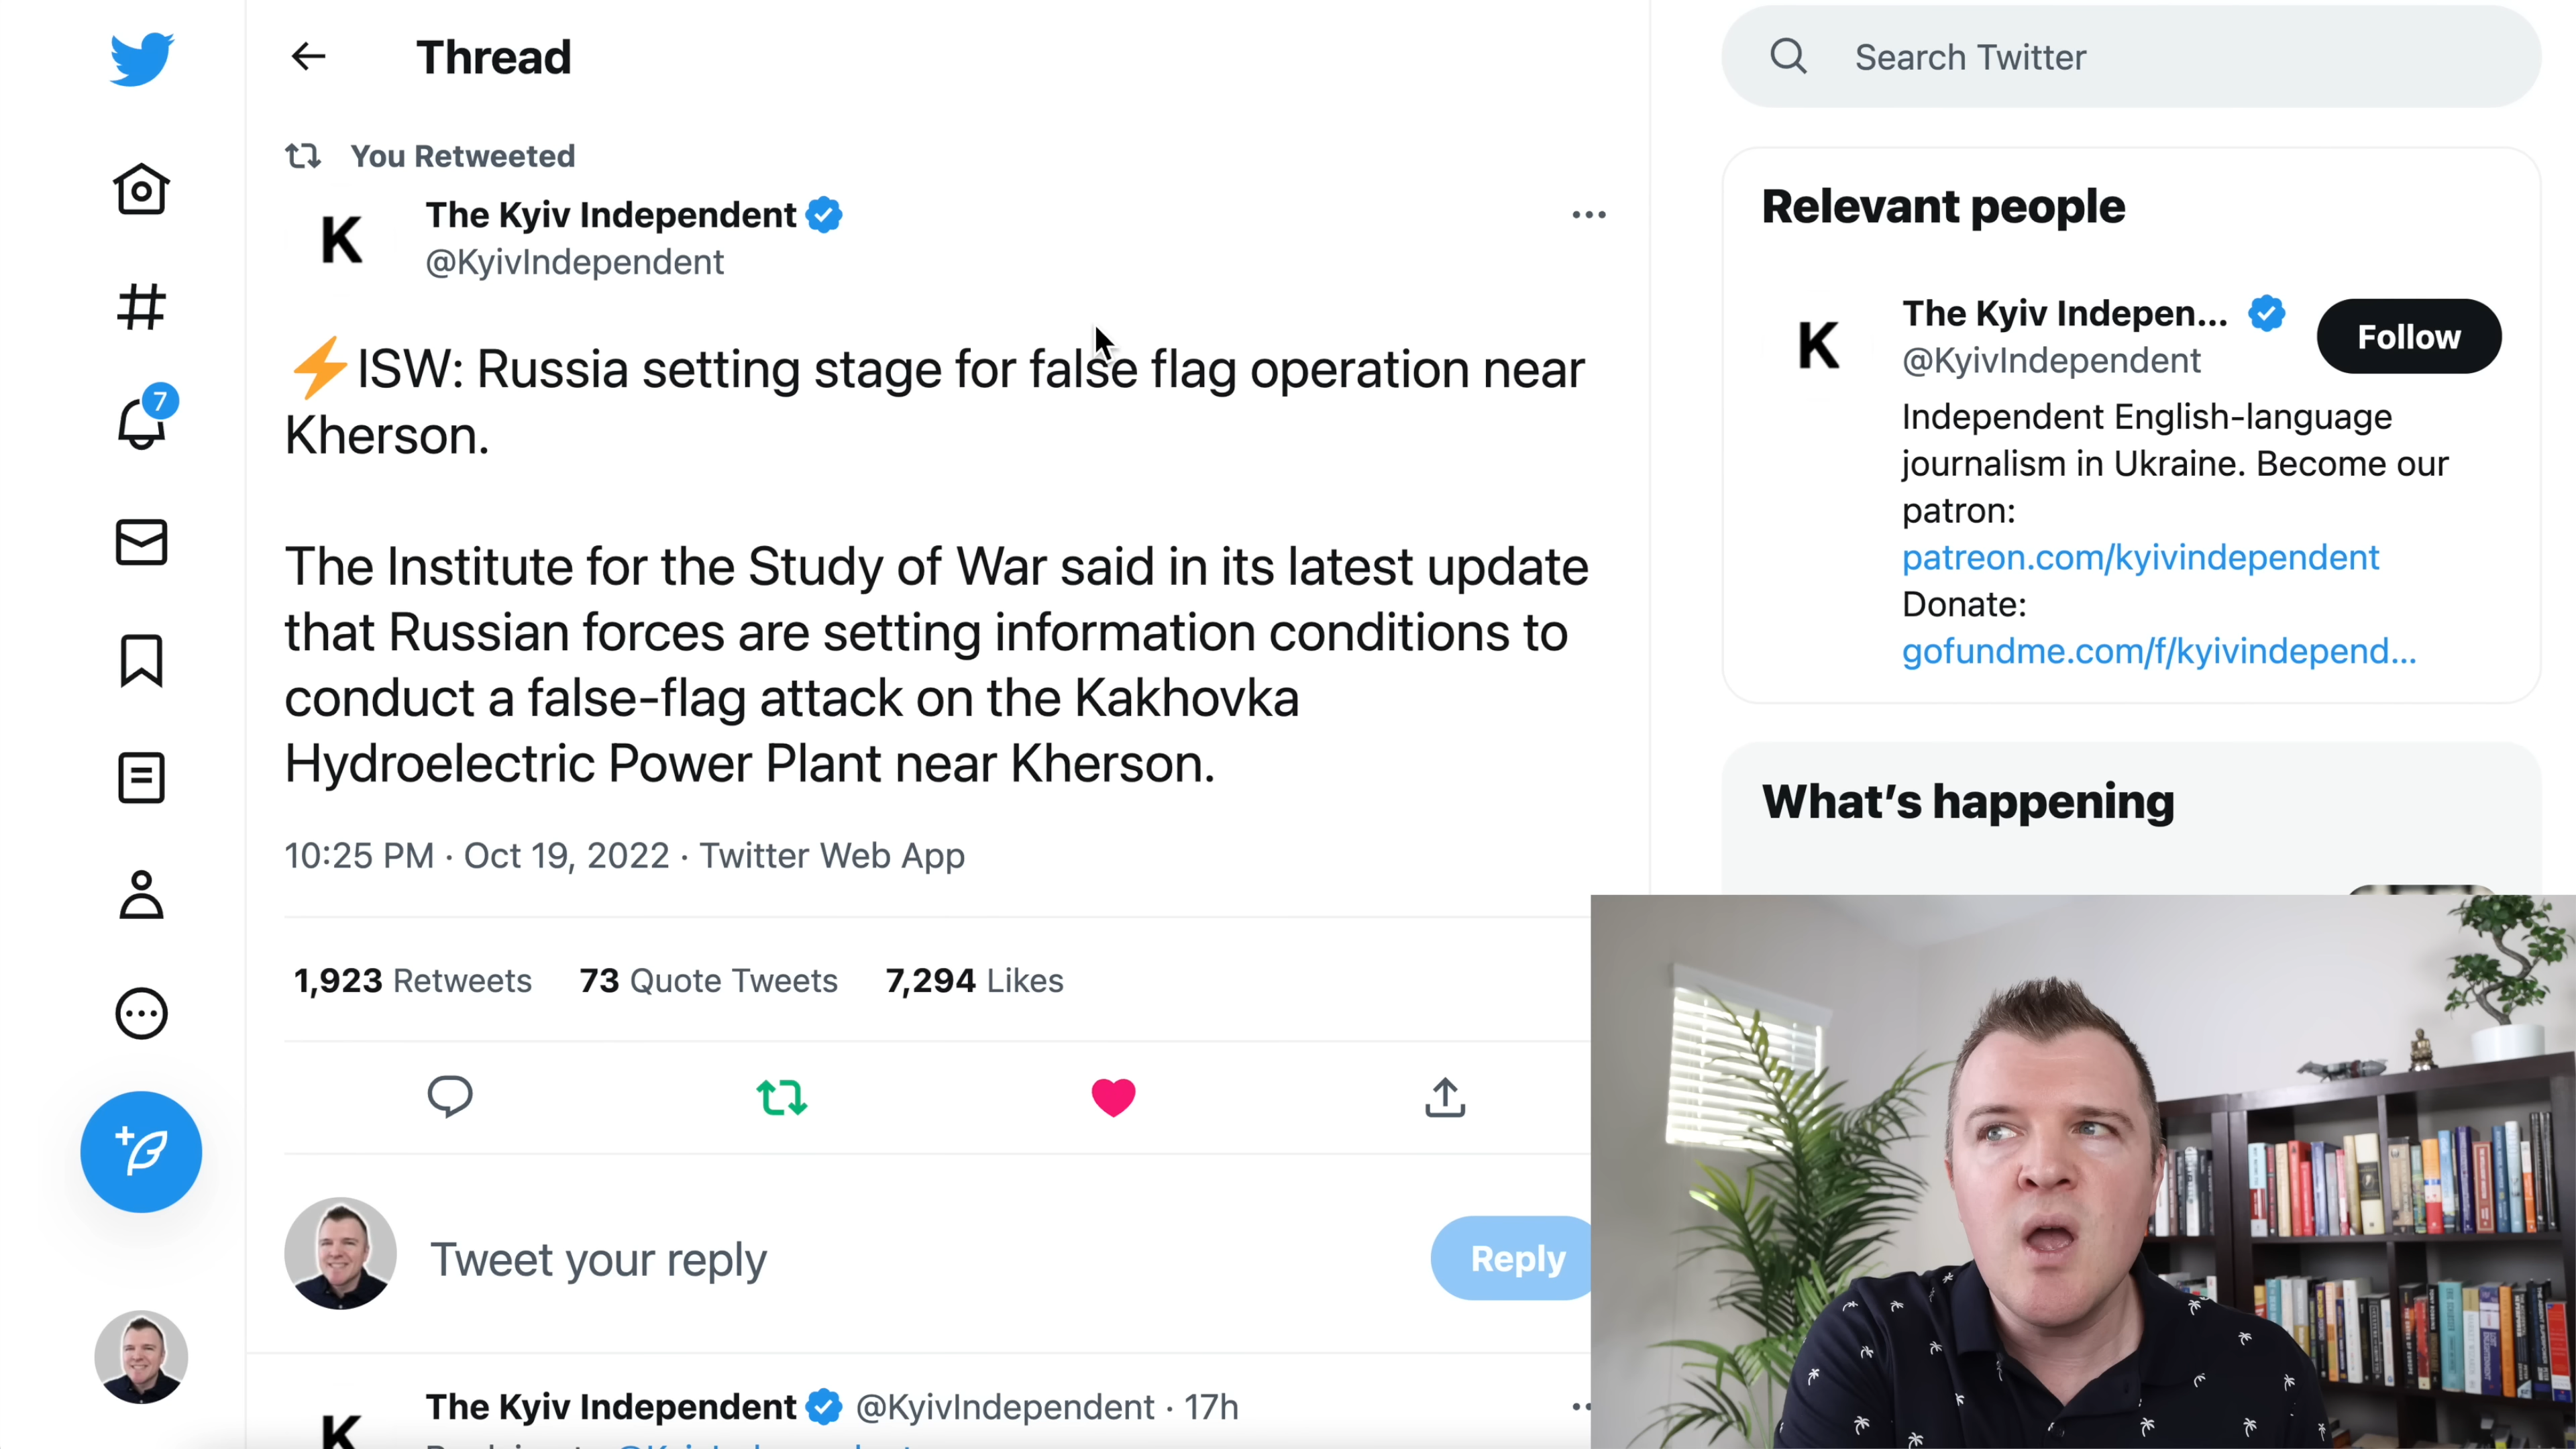 Thread
Search Twitter
You Retweeted
K
The Kyiv Independent
@KyivIndependent
⚡ISW: Russia setting stage for false flag operation near
Kherson.
The Institute for the Study of War said in its latest update
that Russian forces are setting information conditions to
conduct a false-flag attack on the Kakhovka
Hydroelectric Power Plant near Kherson.
10:25 PM · Oct 19, 2022 · Twitter Web App
1,923 Retweets 73 Quote Tweets 7,294 Likes
Tweet your reply
Reply
K
The Kyiv Independent @KyivIndependent · 17h
7
Relevant people
K
The Kyiv Indepen...
@KyivIndependent
Follow
Independent English-language
journalism in Ukraine. Become our
patron:
patreon.com/kyivindependent
Donate:
gofundme.com/f/kyivindepend...
What's happening